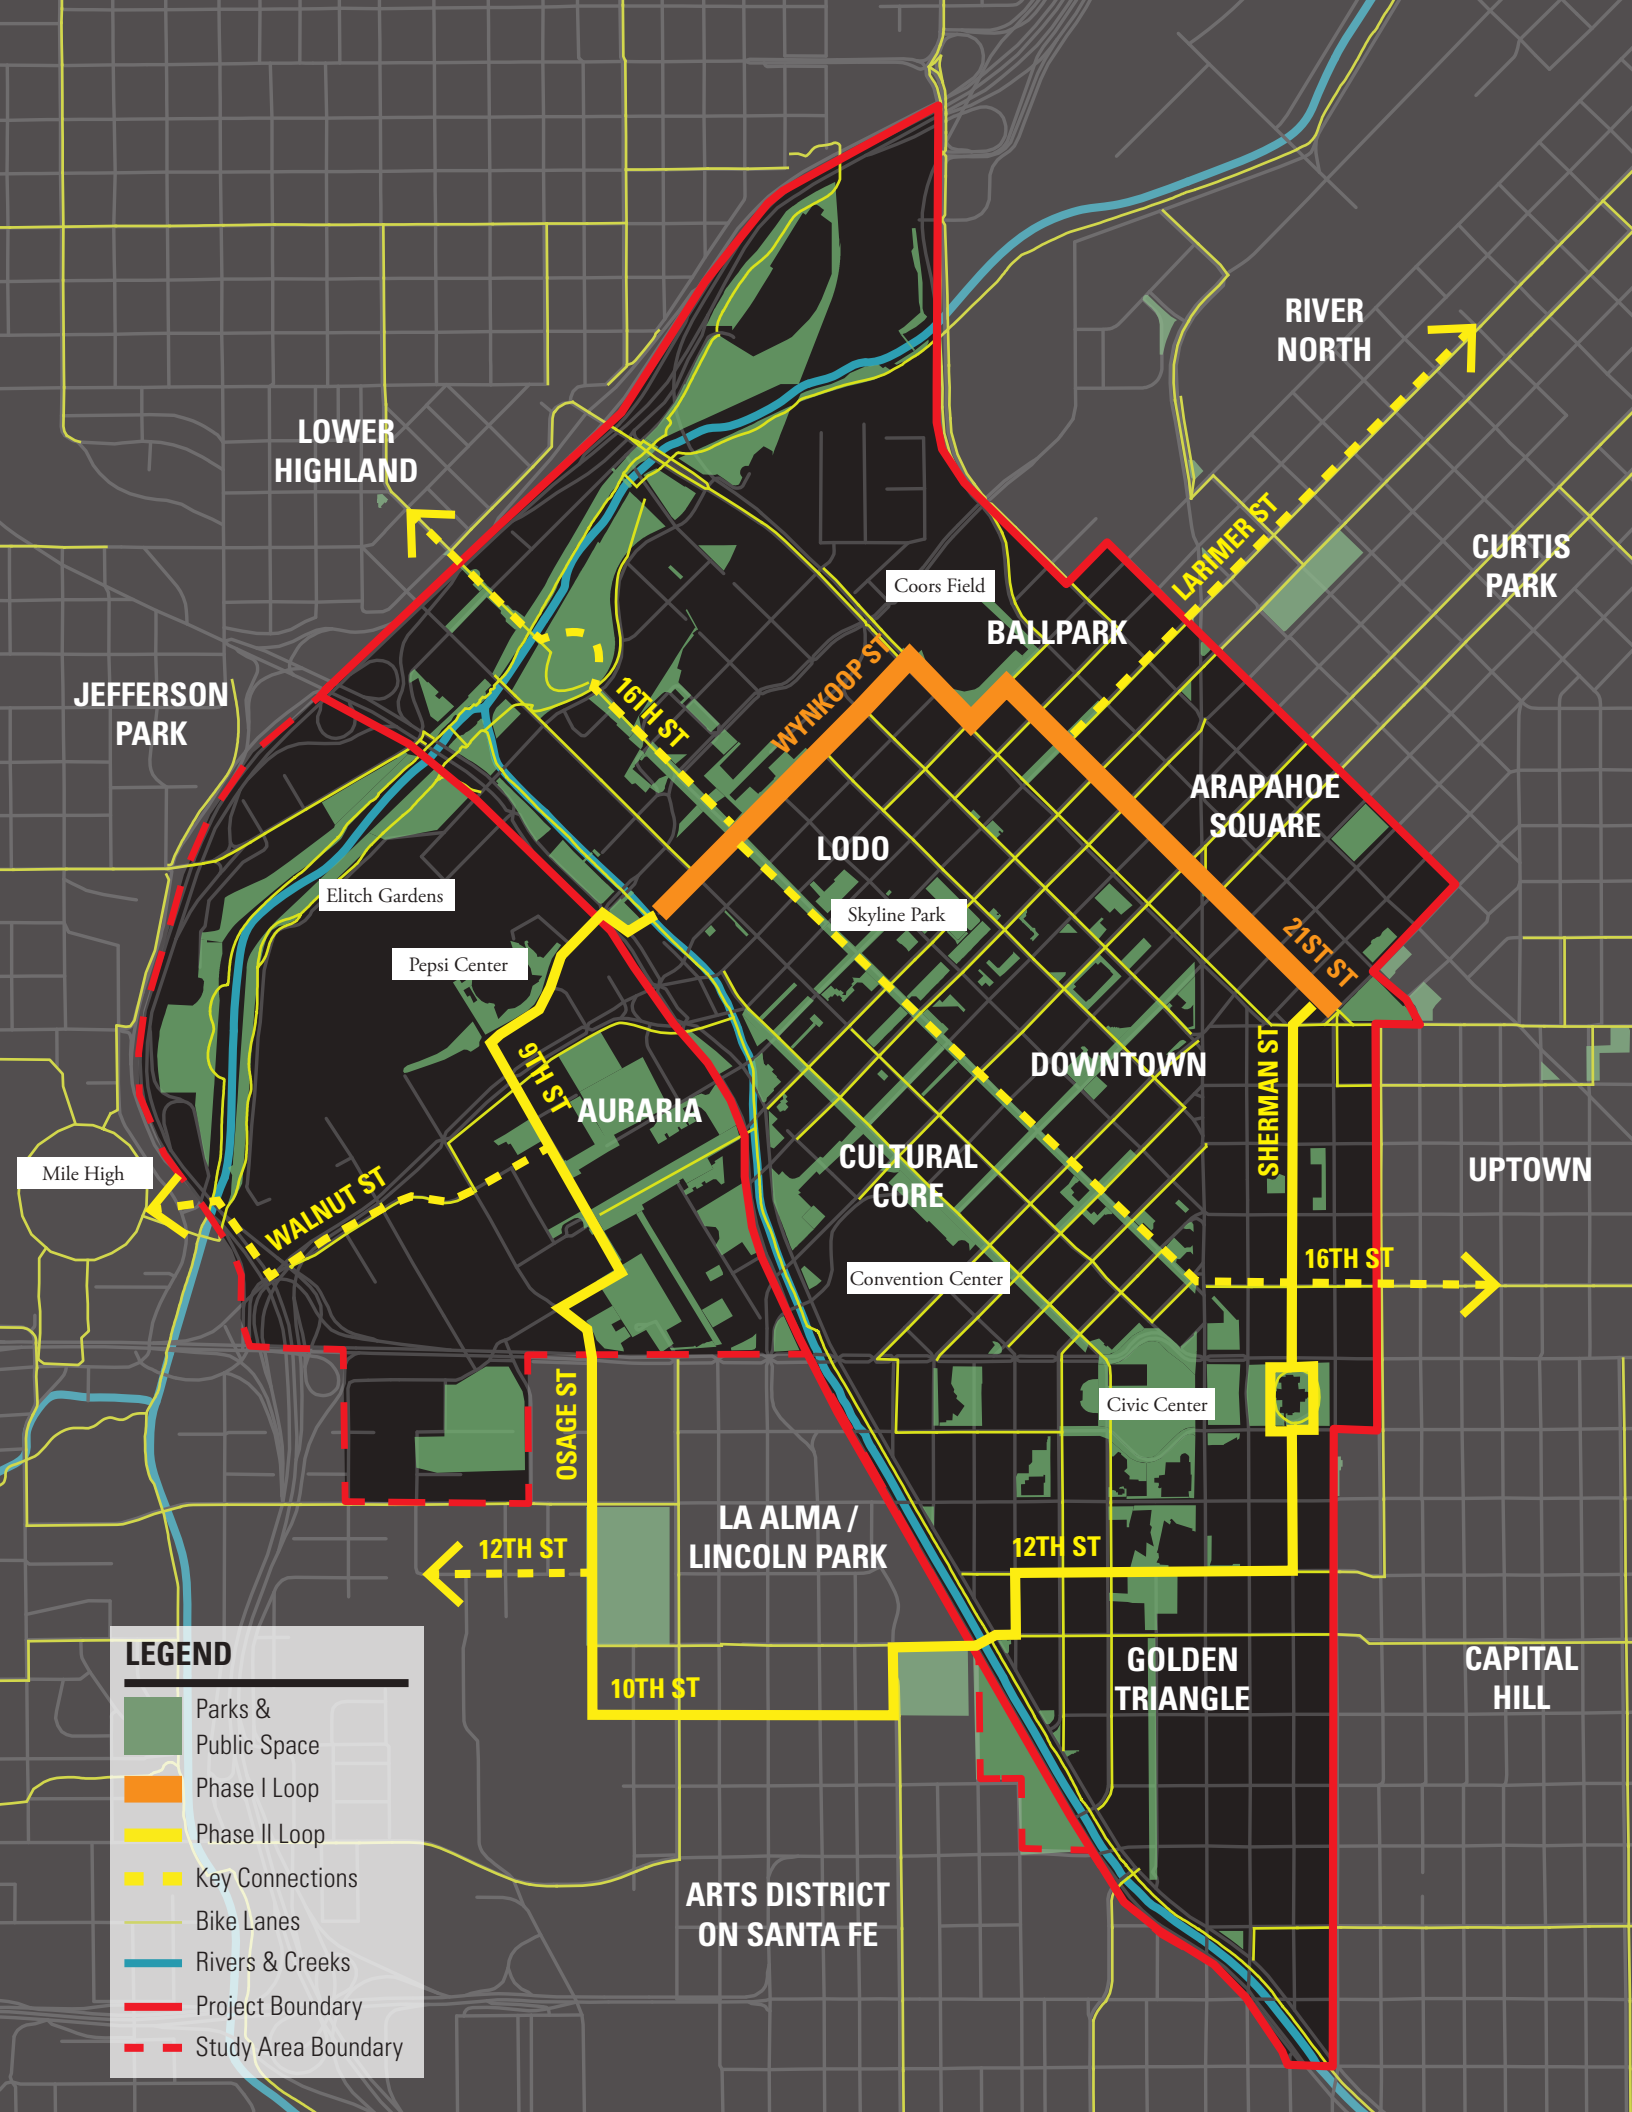 RIVER
NORTH
LOWER
HIGHLAND
LARIMER ST
CURTIS
PARK
Coors Field
BALLPARK
WYNKOOP ST
JEFFERSON
PARK
16TH ST
ARAPAHOE
SQUARE
LODO
Elitch Gardens
Skyline Park
Pepsi Center
21ST ST
9TH ST
DOWNTOWN
SHERMAN ST
AURARIA
Mile High
CULTURAL
CORE
UPTOWN
WALNUT ST
16TH ST
Convention Center
Civic Center
OSAGE ST
LA ALMA /
LINCOLN PARK
12TH ST
12TH ST
GOLDEN
TRIANGLE
CAPITAL
HILL
10TH ST
LEGEND
Parks &
Public Space
Phase I Loop
Phase II Loop
Key Connections
Bike Lanes
Rivers & Creeks
Project Boundary
Study Area Boundary
ARTS DISTRICT
ON SANTA FE